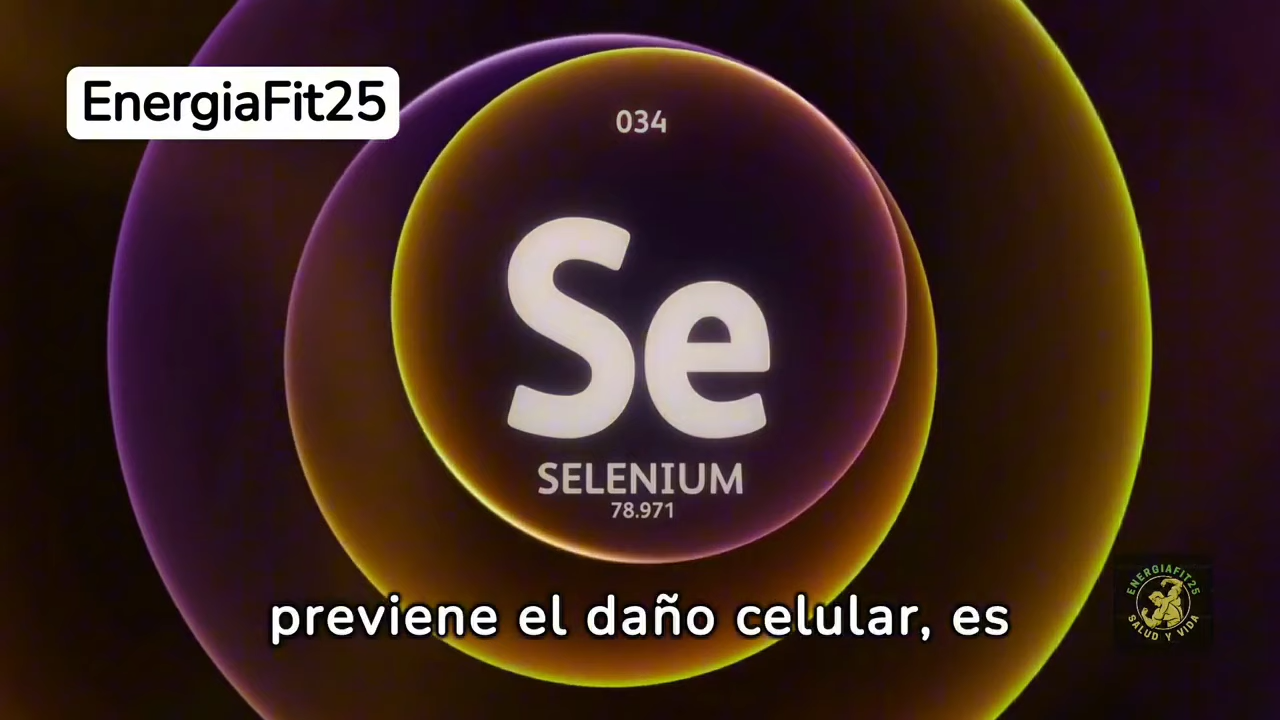 EnergiaFit25
034
Se
SELENIUM
78.971
previene el daño celular, es
ENERGIAFIT25
SALUD Y VIDA